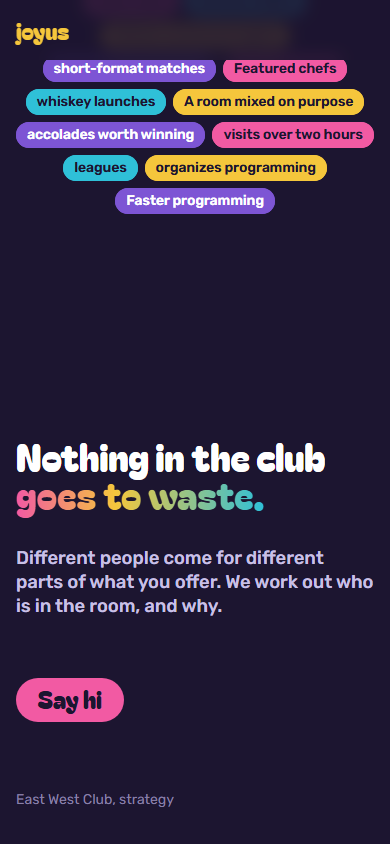 joyus
short-format matches
Featured chefs
whiskey launches
A room mixed on purpose
accolades worth winning
visits over two hours
leagues
organizes programming
Faster programming
Nothing in the club
goes to waste.
Different people come for different
parts of what you offer. We work out who
is in the room, and why.
Say hi
East West Club, strategy